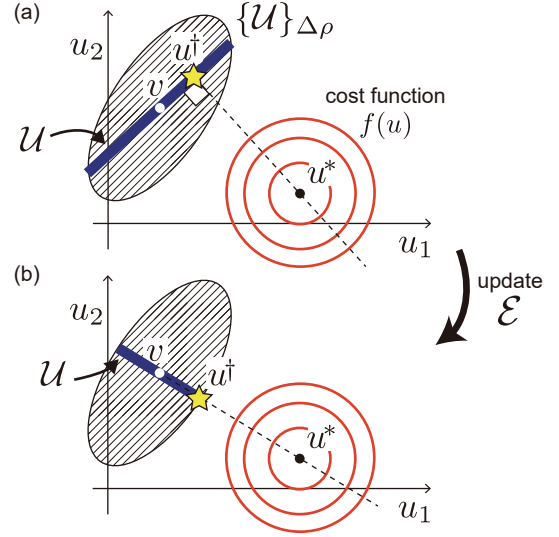 (a)
{𝒰}Δρ
u₂
u†
v
cost function
f(u)
𝒰
u*
u₁
(b)
update
ℰ
u₂
v
𝒰
u†
u*
u₁